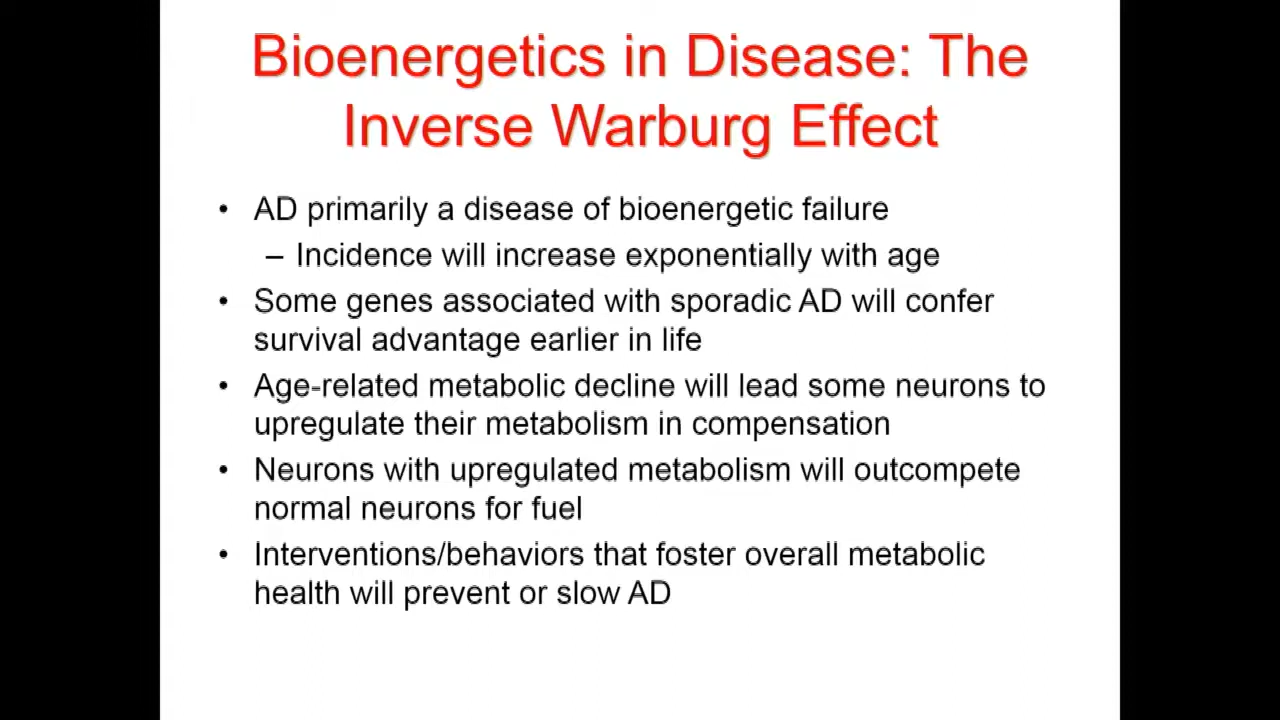 Bioenergetics in Disease: The
Inverse Warburg Effect
• AD primarily a disease of bioenergetic failure
– Incidence will increase exponentially with age
• Some genes associated with sporadic AD will confer
survival advantage earlier in life
• Age-related metabolic decline will lead some neurons to
upregulate their metabolism in compensation
• Neurons with upregulated metabolism will outcompete
normal neurons for fuel
• Interventions/behaviors that foster overall metabolic
health will prevent or slow AD